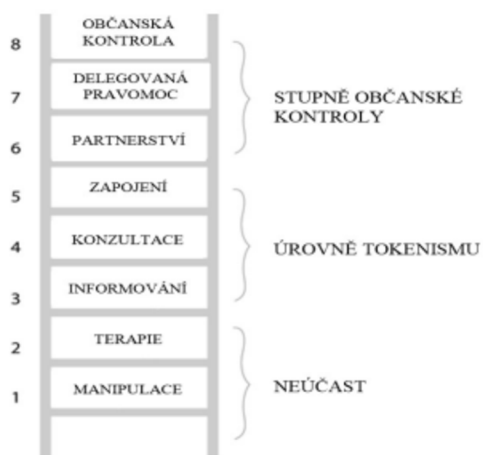 8
OBČANSKÁ
KONTROLA
7
DELEGOVANÁ
PRAVOMOC
STUPNĚ OBČANSKÉ
KONTROLY
6
PARTNERSTVÍ
5
ZAPOJENÍ
4
KONZULTACE
ÚROVNĚ TOKENISMU
3
INFORMOVÁNÍ
2
TERAPIE
1
MANIPULACE
NEÚČAST